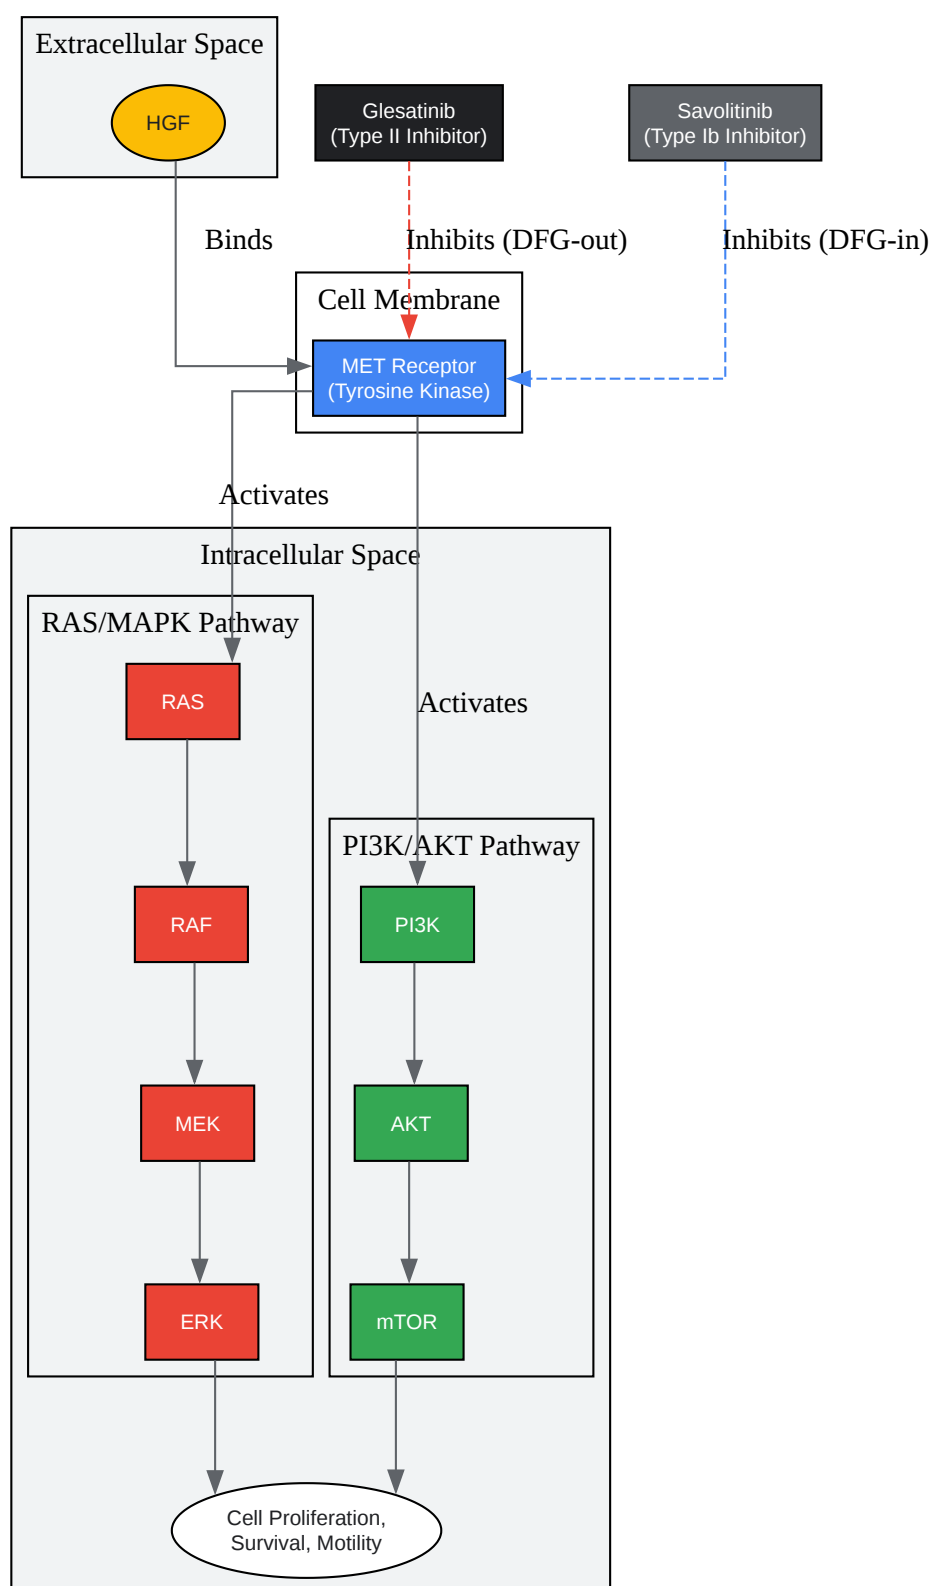 Extracellular Space
HGF
Glesatinib
(Type II Inhibitor)
Savolitinib
(Type Ib Inhibitor)
Binds
Inhibits (DFG-out)
Inhibits (DFG-in)
Cell Membrane
MET Receptor
(Tyrosine Kinase)
Activates
Intracellular Space
RAS/MAPK Pathway
RAS
Activates
PI3K/AKT Pathway
RAF
PI3K
MEK
AKT
ERK
mTOR
Cell Proliferation,
Survival, Motility